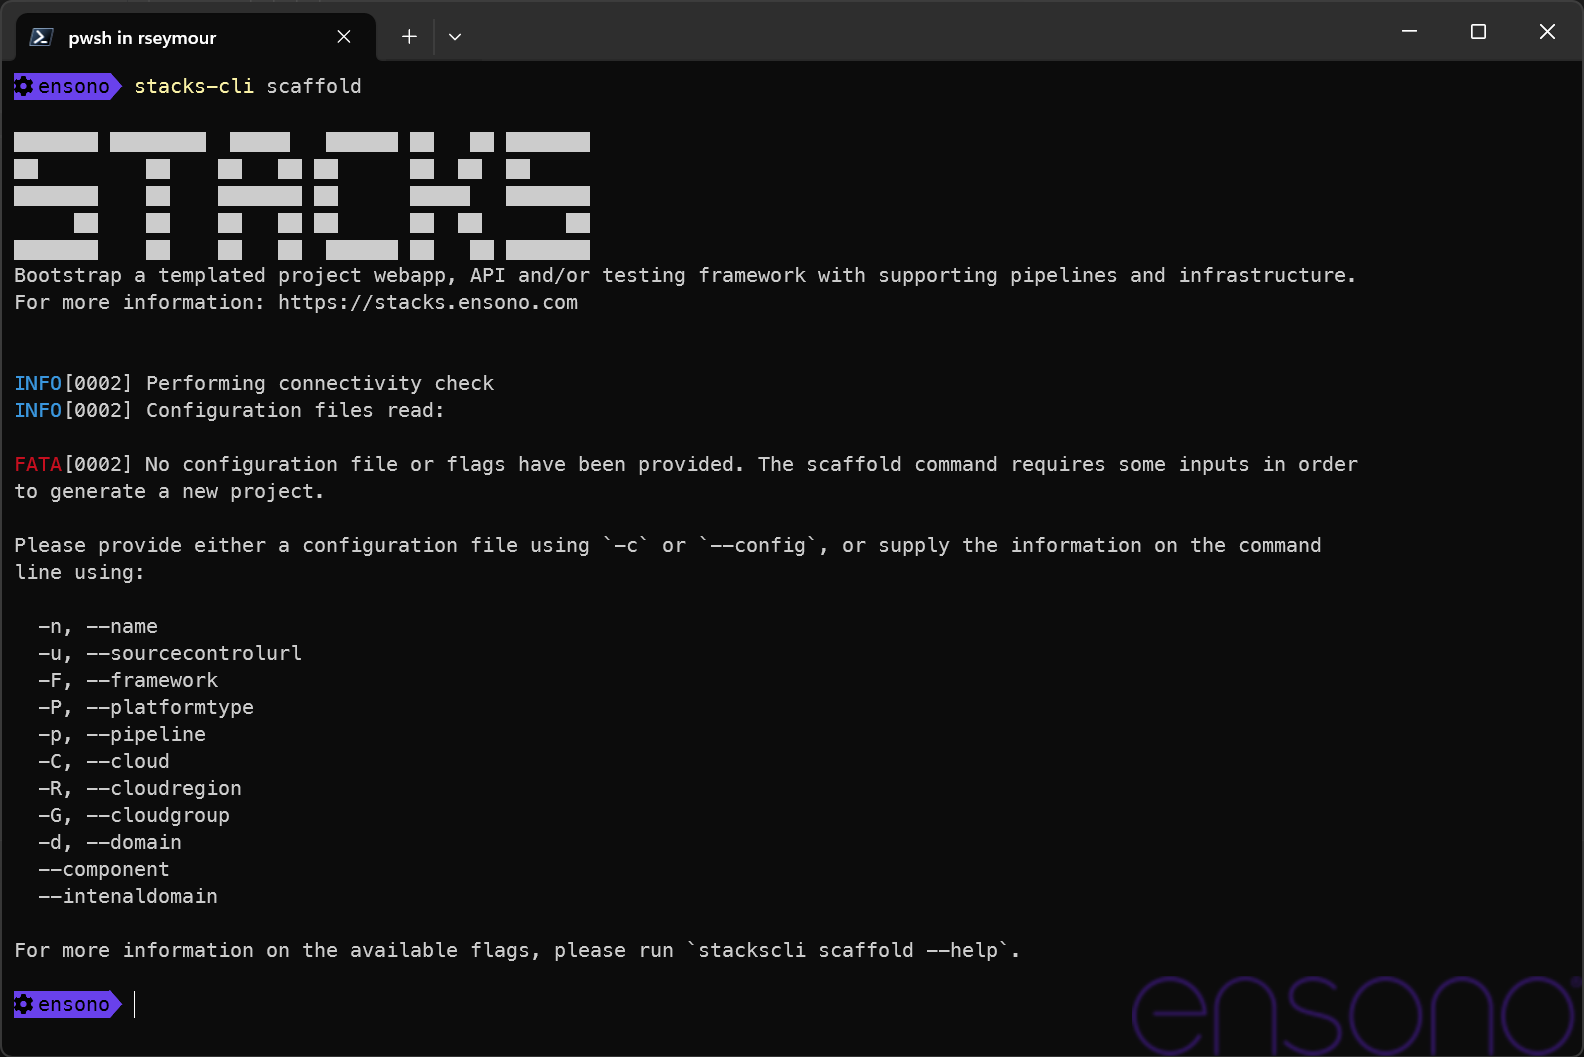 pwsh in rseymour
ensono stacks-cli scaffold
STACKS
Bootstrap a templated project webapp, API and/or testing framework with supporting pipelines and infrastructure.
For more information: https://stacks.ensono.com
INFO[0002] Performing connectivity check
INFO[0002] Configuration files read:
FATA[0002] No configuration file or flags have been provided. The scaffold command requires some inputs in order
to generate a new project.
Please provide either a configuration file using `-c` or `--config`, or supply the information on the command
line using:
-n, --name
-u, --sourcecontrolurl
-F, --framework
-P, --platformtype
-p, --pipeline
-C, --cloud
-R, --cloudregion
-G, --cloudgroup
-d, --domain
--component
--intenaldomain
For more information on the available flags, please run `stackscli scaffold --help`.
ensono
ensono